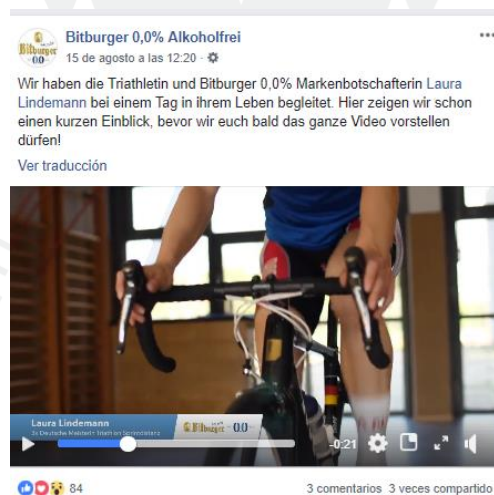 Bitburger 0,0% Alkoholfrei
15 de agosto a las 12:20 ·
Wir haben die Triathletin und Bitburger 0,0% Markenbotschafterin Laura
Lindemann bei einem Tag in ihrem Leben begleitet. Hier zeigen wir schon
einen kurzen Einblick, bevor wir euch bald das ganze Video vorstellen
dürfen!
Ver traducción
Laura Lindemann
Bitburger 0,0
-0:21
84
3 comentarios 3 veces compartido